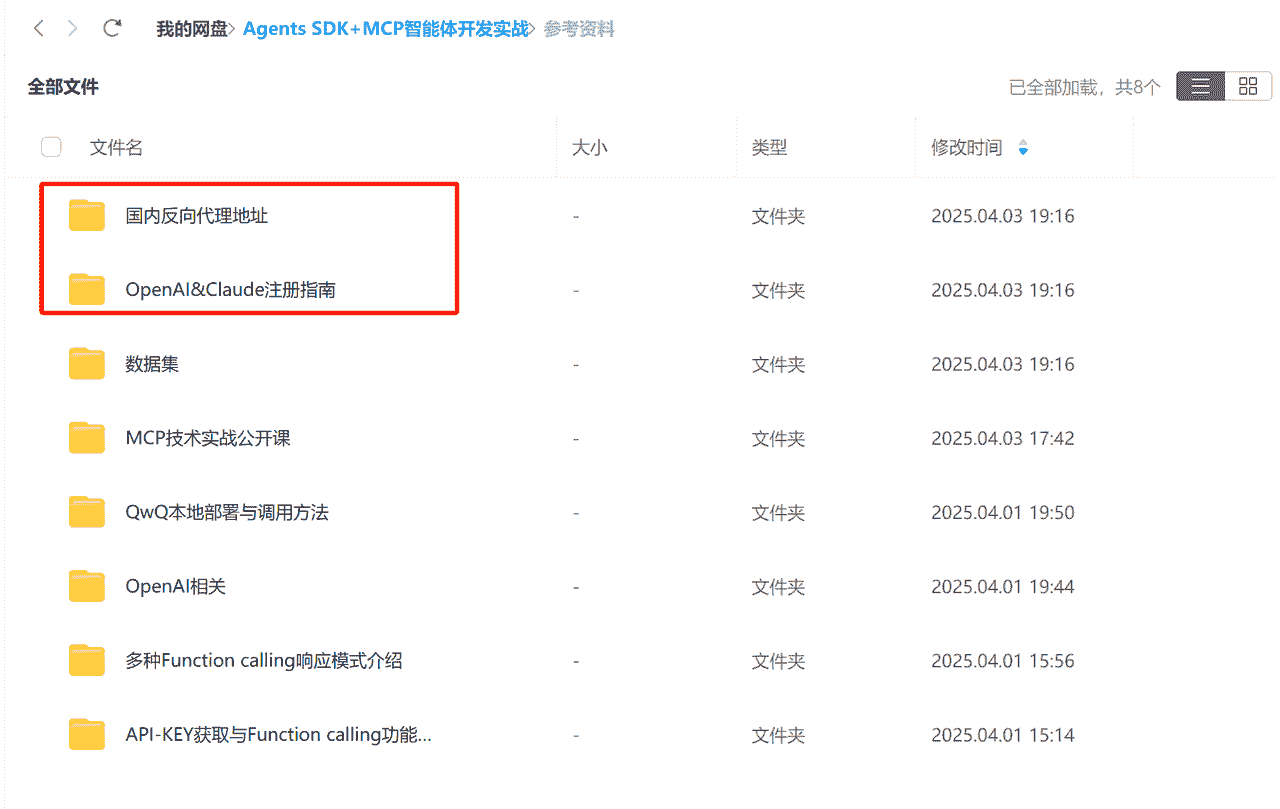 我的网盘> Agents SDK+MCP智能体开发实战> 参考资料
全部文件 已全部加载，共8个
文件名 大小 类型 修改时间
国内反向代理地址 - 文件夹 2025.04.03 19:16
OpenAI&Claude注册指南 - 文件夹 2025.04.03 19:16
数据集 - 文件夹 2025.04.03 19:16
MCP技术实战公开课 - 文件夹 2025.04.03 17:42
QwQ本地部署与调用方法 - 文件夹 2025.04.01 19:50
OpenAI相关 - 文件夹 2025.04.01 19:44
多种Function calling响应模式介绍 - 文件夹 2025.04.01 15:56
API-KEY获取与Function calling功能... - 文件夹 2025.04.01 15:14